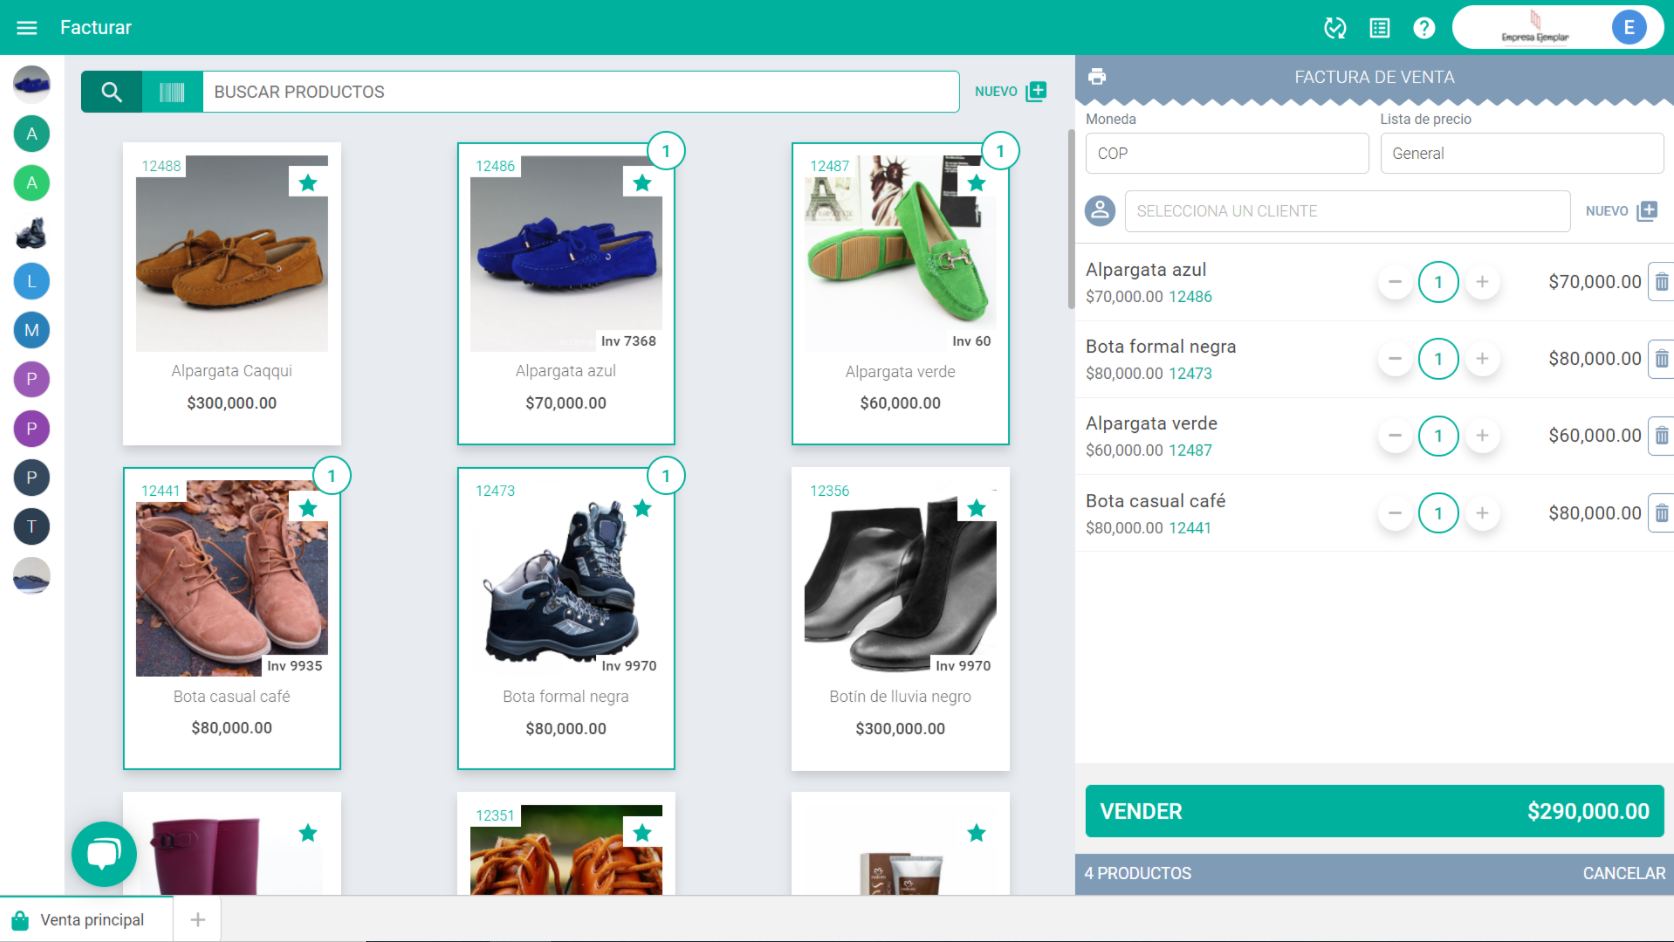 Facturar
Empresa Ejemplar
E
A
A
L
M
P
P
P
T
BUSCAR PRODUCTOS
NUEVO
12488
Alpargata Caqqui
$300,000.00
1
12486
Inv 7368
Alpargata azul
$70,000.00
1
12487
Inv 60
Alpargata verde
$60,000.00
1
12441
Inv 9935
Bota casual café
$80,000.00
1
12473
Inv 9970
Bota formal negra
$80,000.00
12356
Inv 9970
Botín de lluvia negro
$300,000.00
12351
FACTURA DE VENTA
Moneda
Lista de precio
COP
General
SELECCIONA UN CLIENTE
NUEVO
Alpargata azul
$70,000.00 12486
1
$70,000.00
Bota formal negra
$80,000.00 12473
1
$80,000.00
Alpargata verde
$60,000.00 12487
1
$60,000.00
Bota casual café
$80,000.00 12441
1
$80,000.00
VENDER
$290,000.00
4 PRODUCTOS
CANCELAR
Venta principal